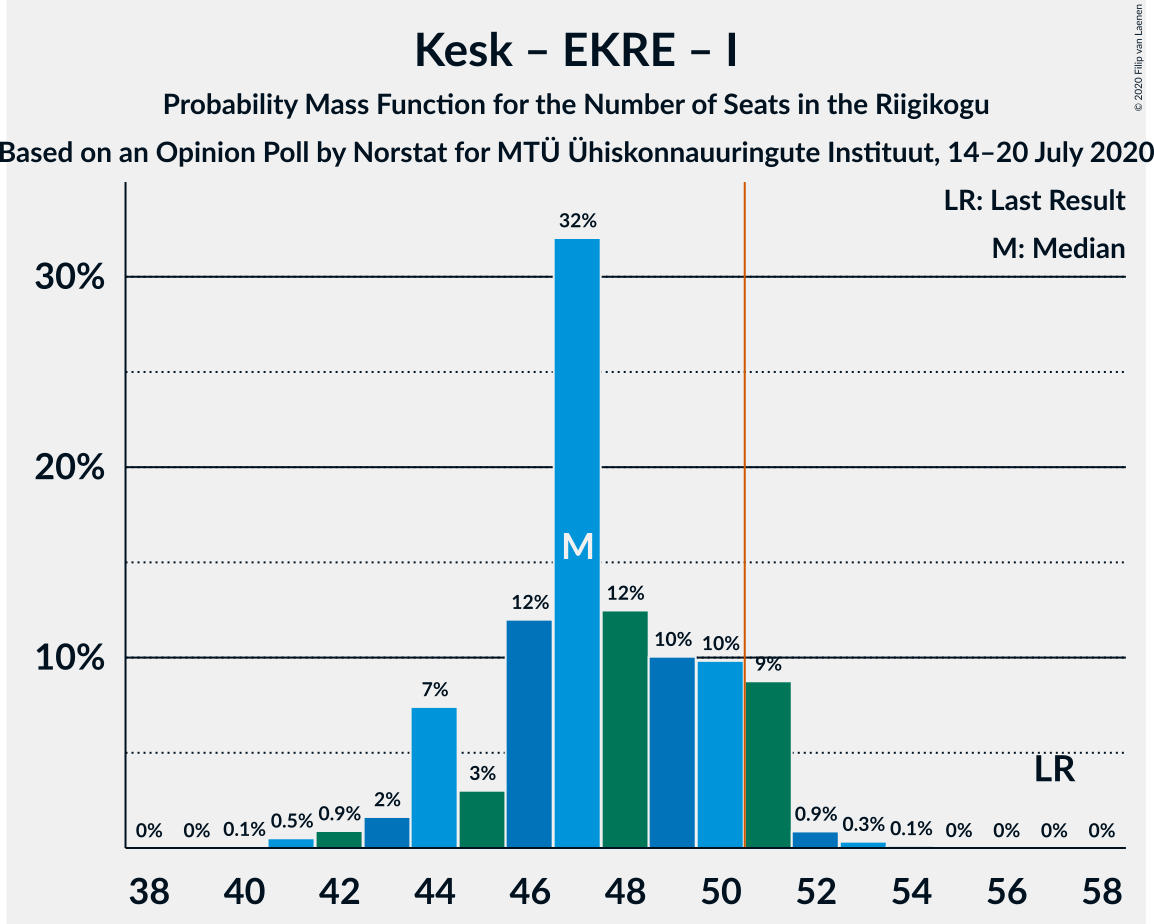 Kesk – EKRE – I
Probability Mass Function for the Number of Seats in the Riigikogu
Based on an Opinion Poll by Norstat for MTÜ Ühiskonnauuringute Instituut, 14–20 July 2020
© 2020 Filip van Laenen
LR: Last Result
M: Median
30%
20%
10%
0% 0% 0.1% 0.5% 0.9% 2% 7% 3% 12% 32% 12% 10% 10% 9% 0.9% 0.3% 0.1% 0% 0% 0% 0%
M
LR
38 40 42 44 46 48 50 52 54 56 58